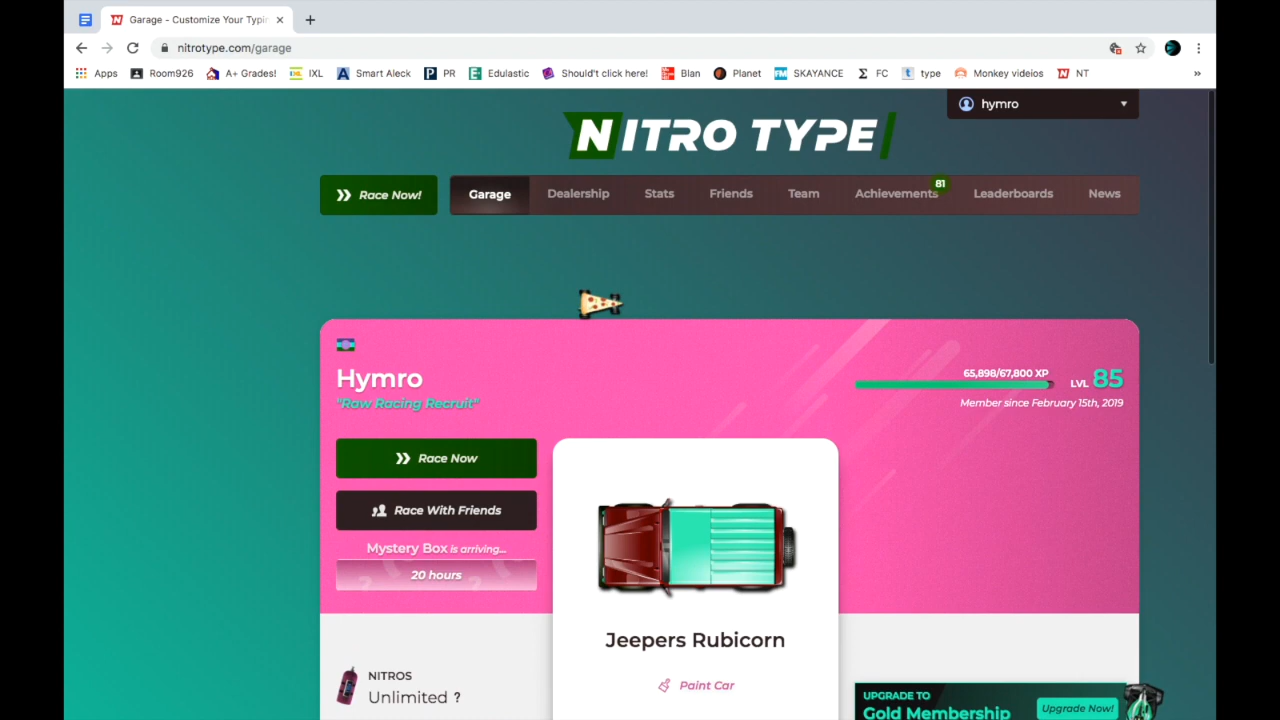 Garage - Customize Your Typin
nitrotype.com/garage
Apps Room926 A+ Grades! IXL Smart Aleck PR Edulastic Should't click here! Blan Planet SKAYANCE FC type Monkey videios NT »
hymro
NITRO TYPE
Race Now! Garage Dealership Stats Friends Team Achievements 81 Leaderboards News
Hymro
"Raw Racing Recruit"
65,898/67,800 XP LVL 85
Member since February 15th, 2019
Race Now
Race With Friends
Mystery Box is arriving...
20 hours
Jeepers Rubicorn
Paint Car
NITROS
Unlimited ?
UPGRADE TO
Gold Membership
Upgrade Now!